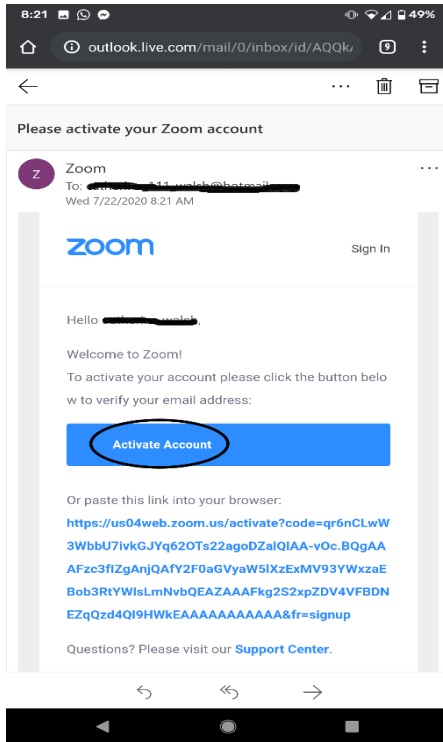 8:21
49%
outlook.live.com/mail/0/inbox/id/AQQk
9
Please activate your Zoom account
Z
Zoom
To:
Wed 7/22/2020 8:21 AM
zoom
Sign In
Hello
Welcome to Zoom!
To activate your account please click the button belo
w to verify your email address:
Activate Account
Or paste this link into your browser:
https://us04web.zoom.us/activate?code=qr6nCLwW
3WbbU7ivkGJYq62OTs22agoDZalQIAA-vOc.BQgAA
AFzc3fIZgAnjQAfY2F0aGVyaW5lXzExMV93YWxzaE
Bob3RtYWlsLmNvbQEAZAAAFkg2S2xpZDV4VFBDN
EZqQzd4QI9HWkEAAAAAAAAAAA&fr=signup
Questions? Please visit our Support Center.